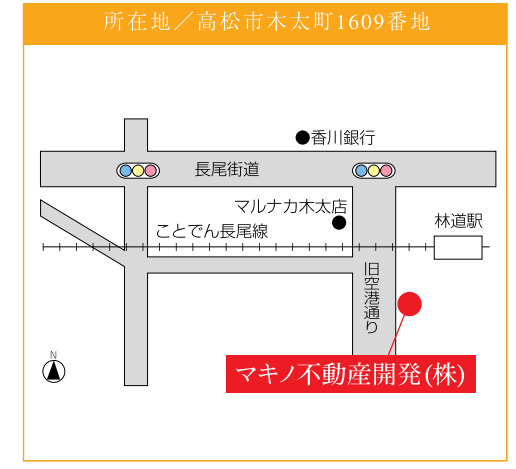 所在地／高松市木太町1609番地
香川銀行
長尾街道
マルナカ木太店
林道駅
ことでん長尾線
旧空港通り
N
マキノ不動産開発(株)